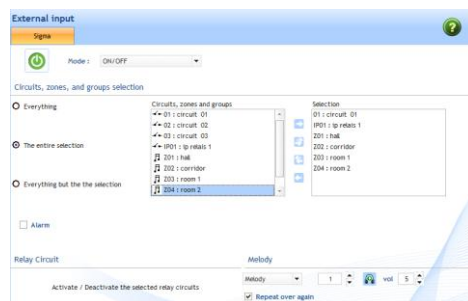 External input
?
Sigma
Mode : ON/OFF
Circuits, zones, and groups selection
Everything
The entire selection
Everything but the the selection
Circuits, zones and groups
01 : circuit 01
02 : circuit 02
03 : circuit 03
IP01 : ip relais 1
Z01 : hall
Z02 : corridor
Z03 : room 1
Z04 : room 2
Selection
01 : circuit 01
IP01 : ip relais 1
Z01 : hall
Z02 : corridor
Z03 : room 1
Z04 : room 2
Alarm
Relay Circuit
Activate / Deactivate the selected relay circuits
Melody
Melody 1 vol 5
Repeat over again